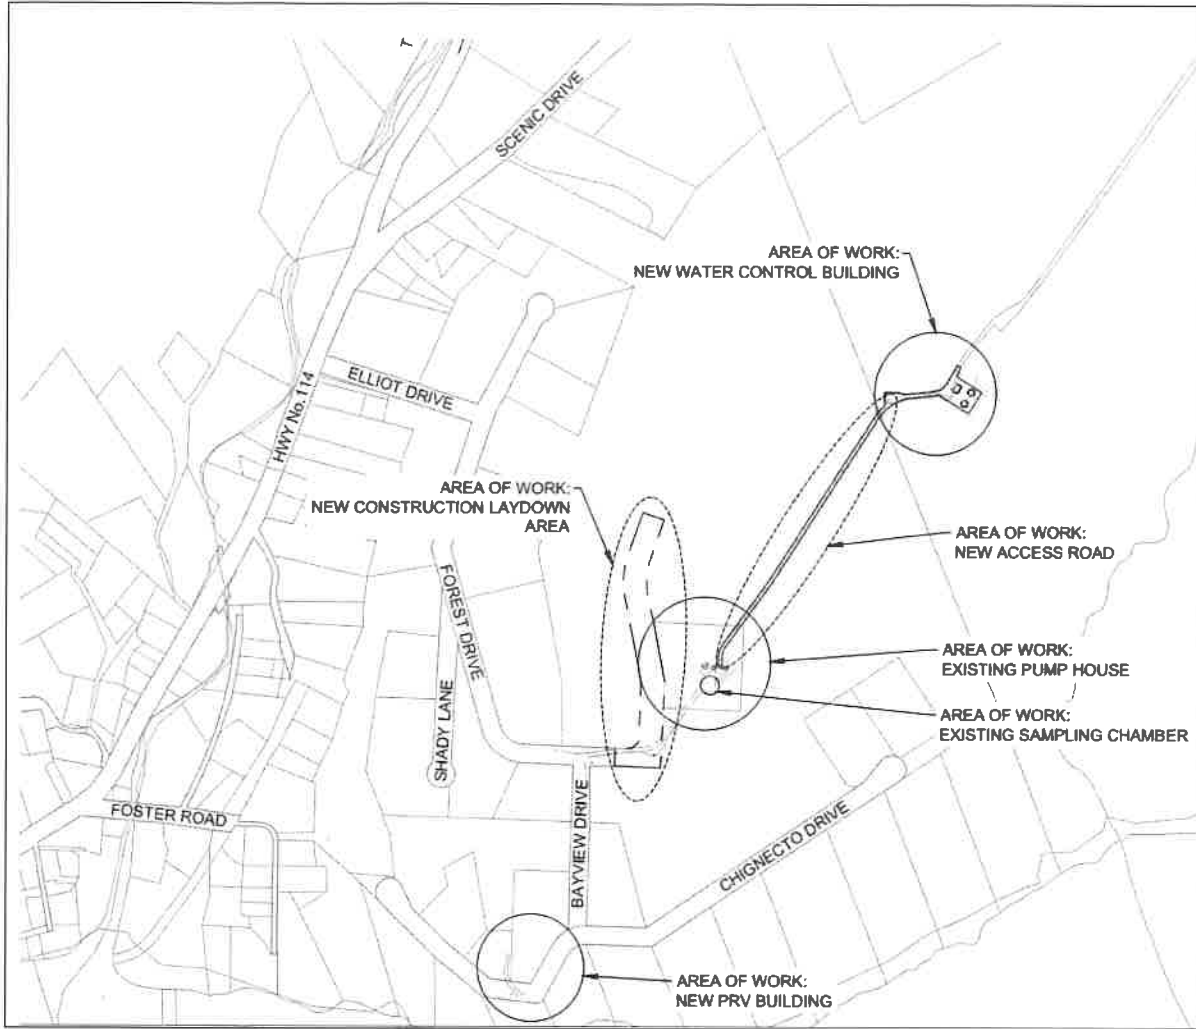 T
SCENIC DRIVE
AREA OF WORK:
NEW WATER CONTROL BUILDING
ELLIOT DRIVE
HWY No. 114
AREA OF WORK:
NEW CONSTRUCTION LAYDOWN
AREA
AREA OF WORK:
NEW ACCESS ROAD
FOREST DRIVE
AREA OF WORK:
EXISTING PUMP HOUSE
SHADY LANE
AREA OF WORK:
EXISTING SAMPLING CHAMBER
FOSTER ROAD
BAYVIEW DRIVE
CHIGNECTO DRIVE
AREA OF WORK:
NEW PRV BUILDING